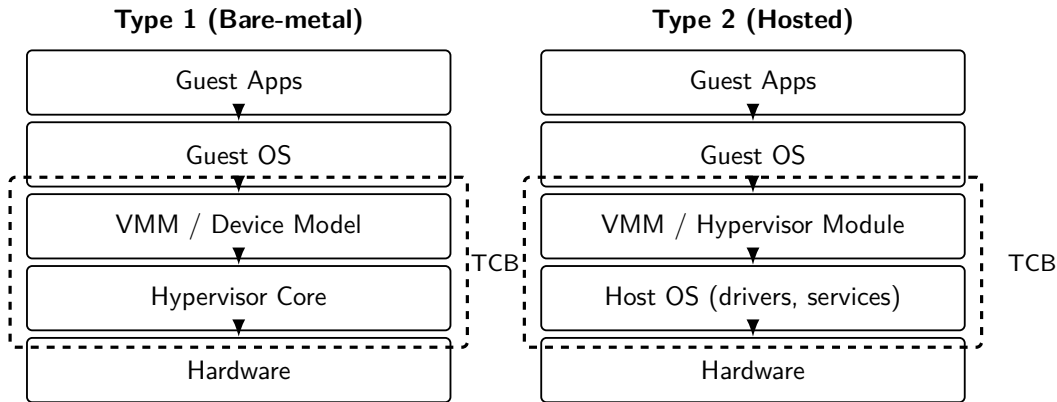 Type 1 (Bare-metal)
Guest Apps
Guest OS
VMM / Device Model
Hypervisor Core
Hardware
TCB
Type 2 (Hosted)
Guest Apps
Guest OS
VMM / Hypervisor Module
Host OS (drivers, services)
Hardware
TCB